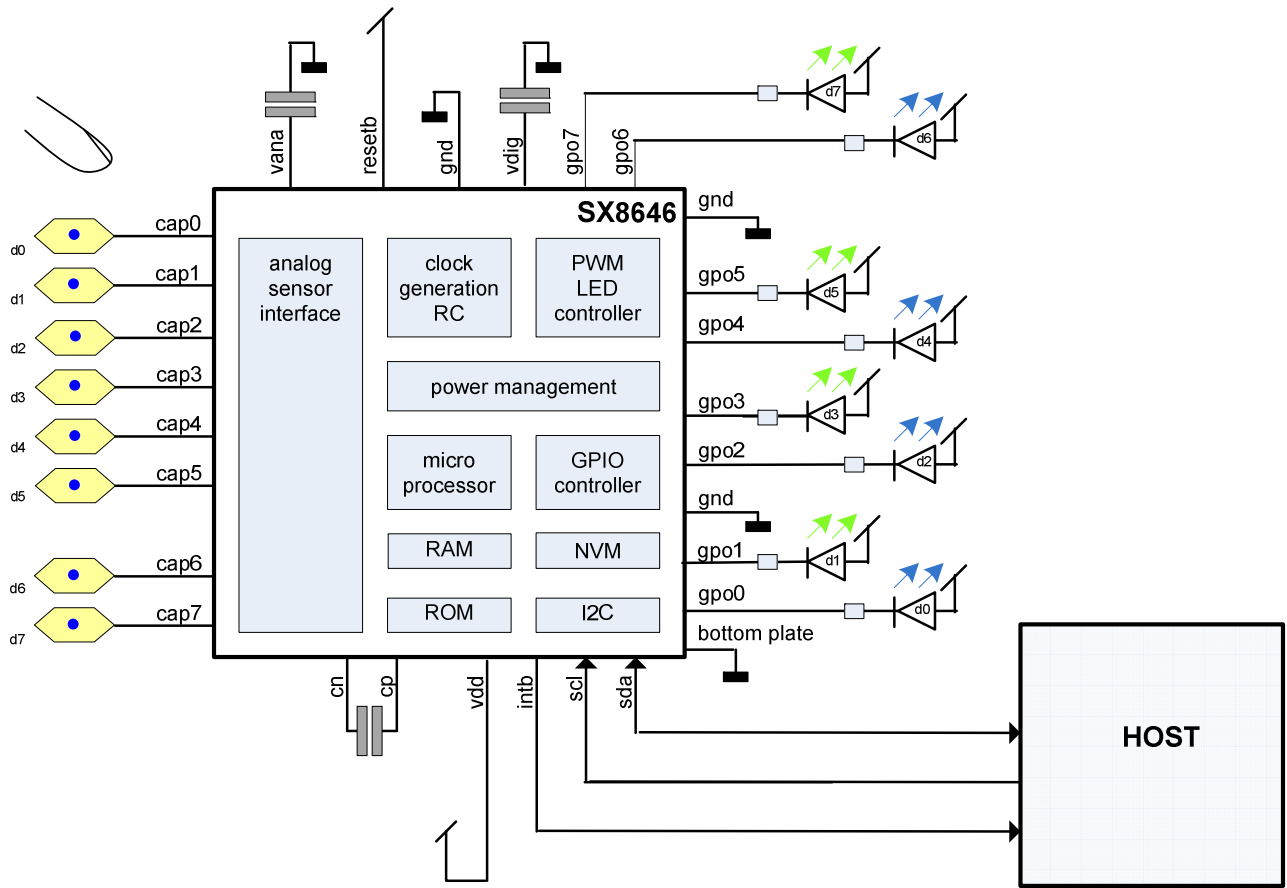 vana
resetb
gnd
vdig
gpo7
gpo6
d7
d6
SX8646
gnd
cap0
d0
cap1
d1
cap2
d2
cap3
d3
cap4
d4
cap5
d5
cap6
d6
cap7
d7
analog
sensor
interface
clock
generation
RC
PWM
LED
controller
power management
micro
processor
GPIO
controller
RAM
NVM
ROM
I2C
gpo5
d5
gpo4
d4
gpo3
d3
gpo2
d2
gnd
gpo1
d1
gpo0
d0
bottom plate
cn
cp
vdd
intb
scl
sda
HOST